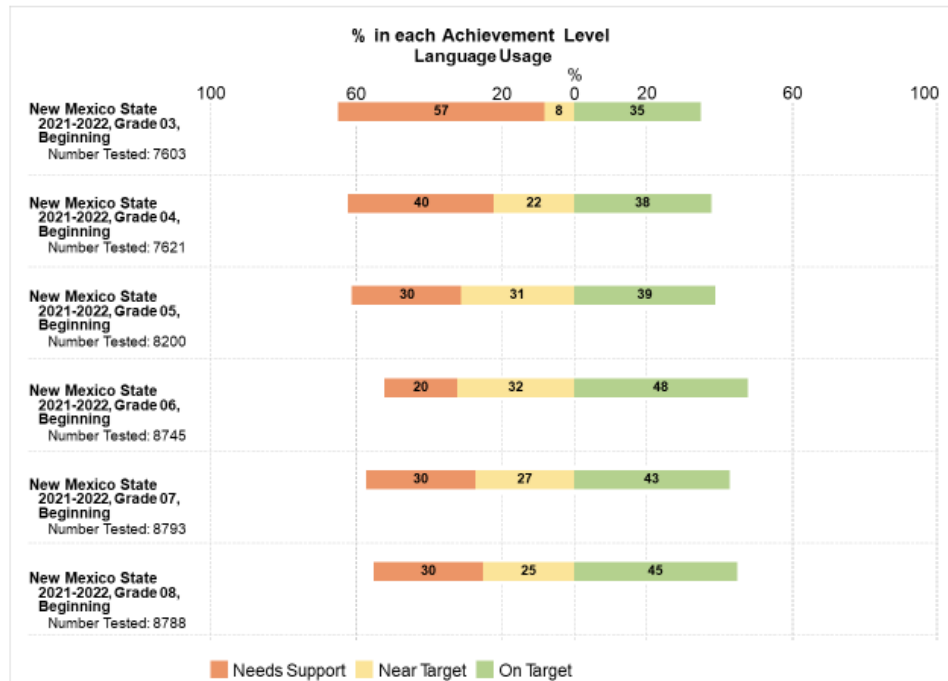 % in each Achievement Level
Language Usage
%
100 60 20 0 20 60 100
New Mexico State
2021-2022, Grade 03,
Beginning
Number Tested: 7603
57 8 35
New Mexico State
2021-2022, Grade 04,
Beginning
Number Tested: 7621
40 22 38
New Mexico State
2021-2022, Grade 05,
Beginning
Number Tested: 8200
30 31 39
New Mexico State
2021-2022, Grade 06,
Beginning
Number Tested: 8745
20 32 48
New Mexico State
2021-2022, Grade 07,
Beginning
Number Tested: 8793
30 27 43
New Mexico State
2021-2022, Grade 08,
Beginning
Number Tested: 8788
30 25 45
Needs Support Near Target On Target